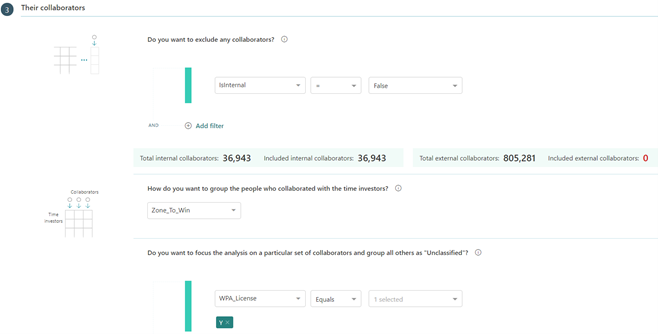 3 Their collaborators
Do you want to exclude any collaborators?
IsInternal = False
AND Add filter
Total internal collaborators: 36,943 Included internal collaborators: 36,943 Total external collaborators: 805,281 Included external collaborators: 0
Collaborators
How do you want to group the people who collaborated with the time investors?
Time
Investors
Zone_To_Win
Do you want to focus the analysis on a particular set of collaborators and group all others as "Unclassified"?
WPA_License Equals 1 selected
Y ×